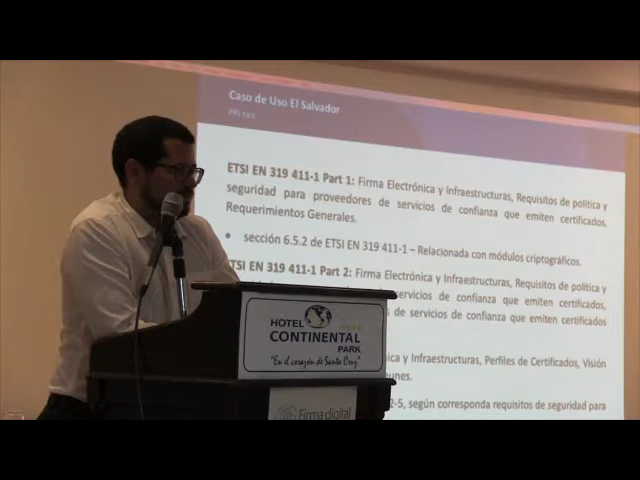 Caso de Uso El Salvador
PKI raíz
ETSI EN 319 411-1 Part 1: Firma Electrónica y Infraestructuras, Requisitos de política y
seguridad para proveedores de servicios de confianza que emiten certificados,
Requerimientos Generales.
• sección 6.5.2 de ETSI EN 319 411-1 – Relacionada con módulos criptográficos.
ETSI EN 319 411-1 Part 2: Firma Electrónica y Infraestructuras, Requisitos de política y
servicios de confianza que emiten certificados,
de servicios de confianza que emiten certificados
y Infraestructuras, Perfiles de Certificados, Visión
2-5, según corresponda requisitos de seguridad para
HOTEL
CONTINENTAL
PARK
"En el corazón de Santa Cruz"
Firma digital